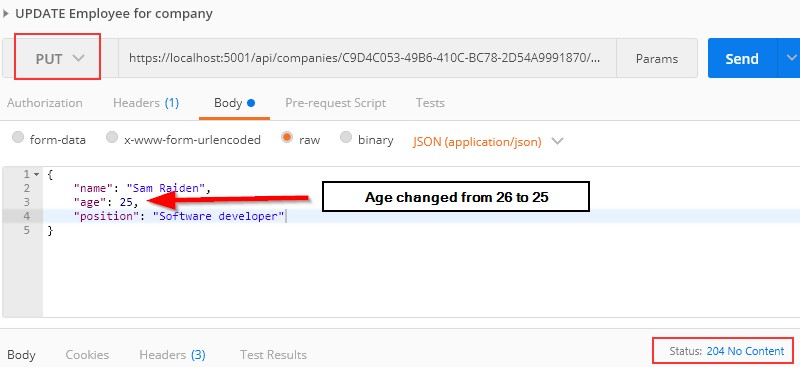 UPDATE Employee for company
PUT https://localhost:5001/api/companies/C9D4C053-49B6-410C-BC78-2D54A9991870/... Params Send
Authorization Headers (1) Body Pre-request Script Tests
form-data x-www-form-urlencoded raw binary JSON (application/json)
1 {
2 "name": "Sam Raiden",
3 "age": 25, Age changed from 26 to 25
4 "position": "Software developer"
5 }
Body Cookies Headers (3) Test Results Status: 204 No Content